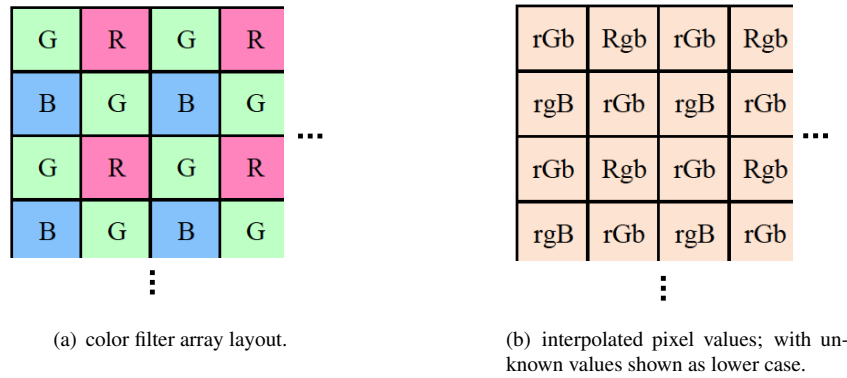 G R G R
B G B G
G R G R
B G B G
...
⋮
(a) color filter array layout.
rGb Rgb rGb Rgb
rgB rGb rgB rGb
rGb Rgb rGb Rgb
rgB rGb rgB rGb
...
⋮
(b) interpolated pixel values; with un-
known values shown as lower case.